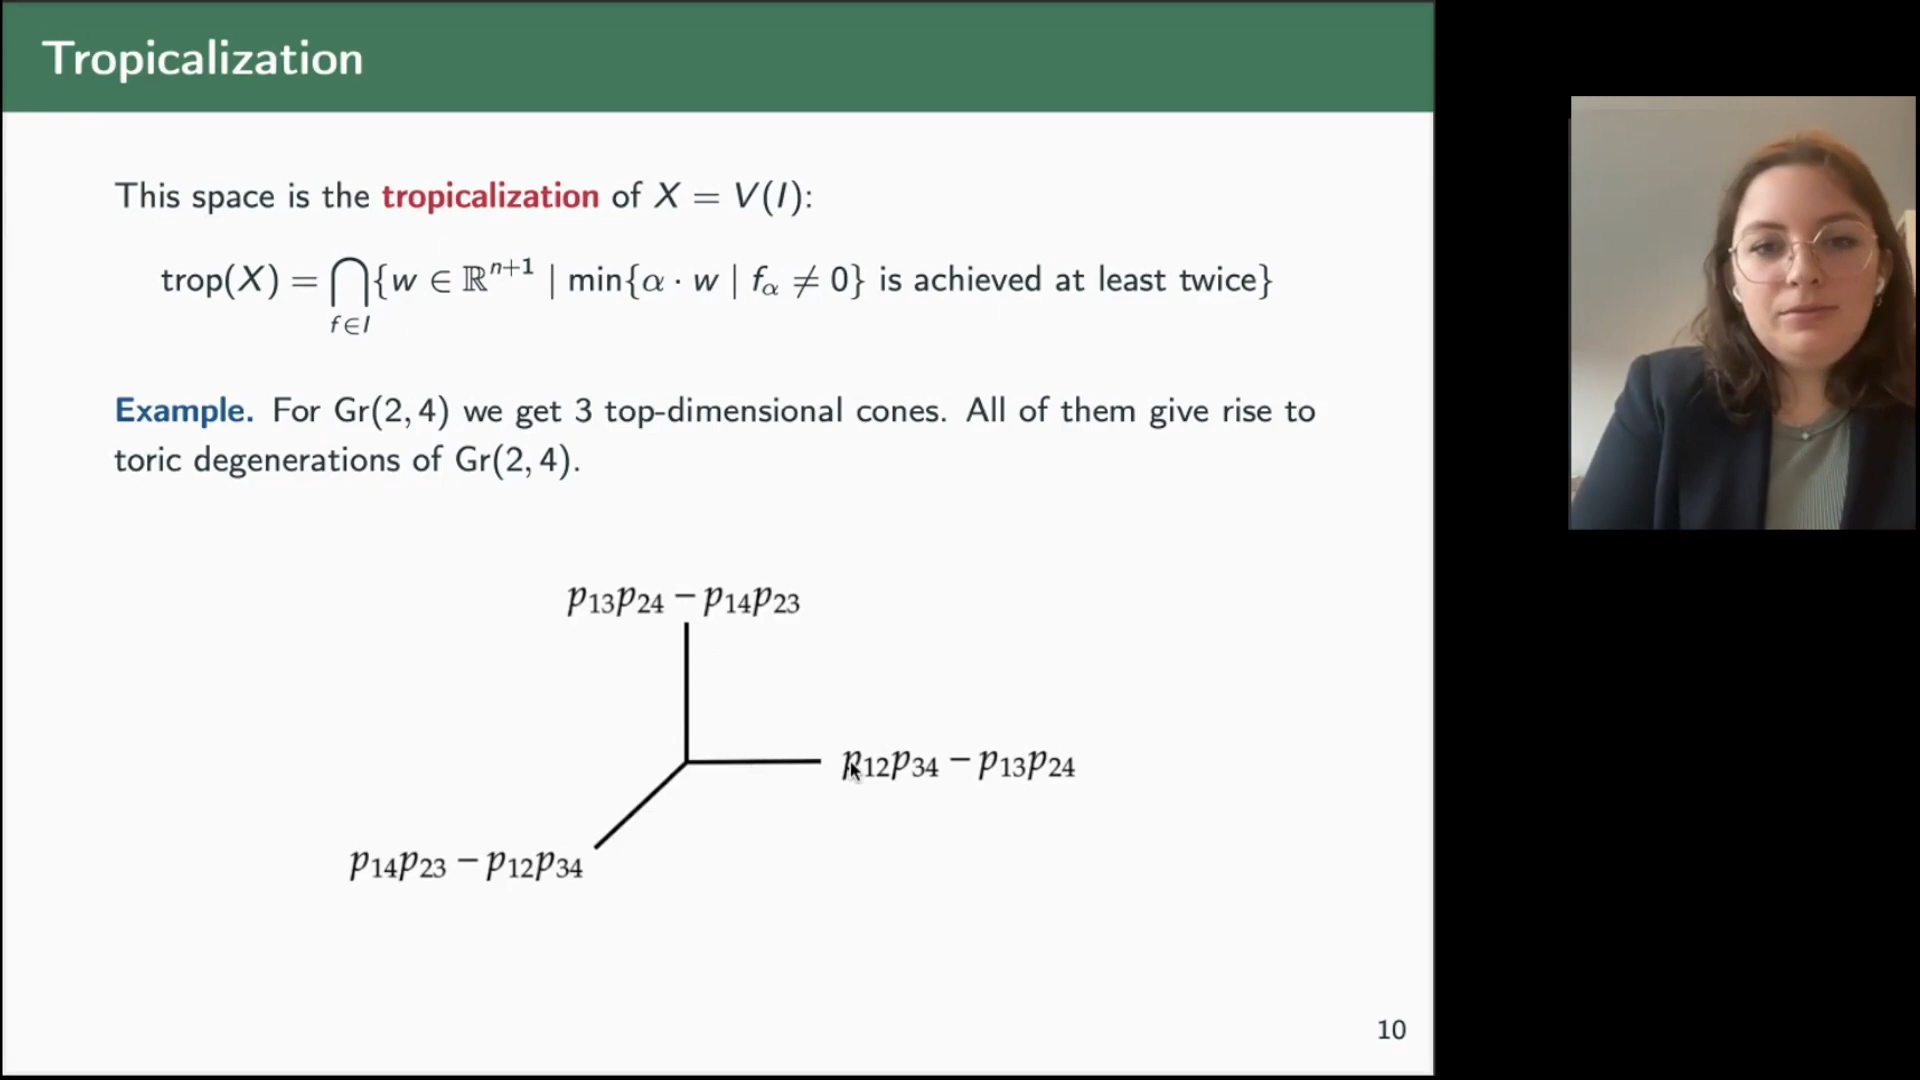 Tropicalization
This space is the tropicalization of X = V(I):
trop(X) = ⋂{w ∈ ℝⁿ⁺¹ | min{α · w | f_α ≠ 0} is achieved at least twice}
f∈I
Example. For Gr(2, 4) we get 3 top-dimensional cones. All of them give rise to
toric degenerations of Gr(2, 4).
p₁₃p₂₄ − p₁₄p₂₃
p₁₂p₃₄ − p₁₃p₂₄
p₁₄p₂₃ − p₁₂p₃₄
10